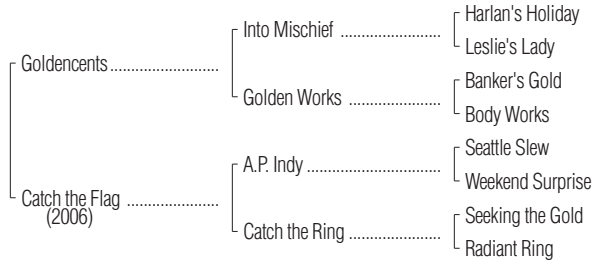 Harlan's Holiday
Into Mischief ......................
Leslie's Lady
Goldencents........................
Banker's Gold
Golden Works ....................
Body Works
Seattle Slew
A.P. Indy.............................
Weekend Surprise
Catch the Flag ....................
(2006)
Seeking the Gold
Catch the Ring ....................
Radiant Ring